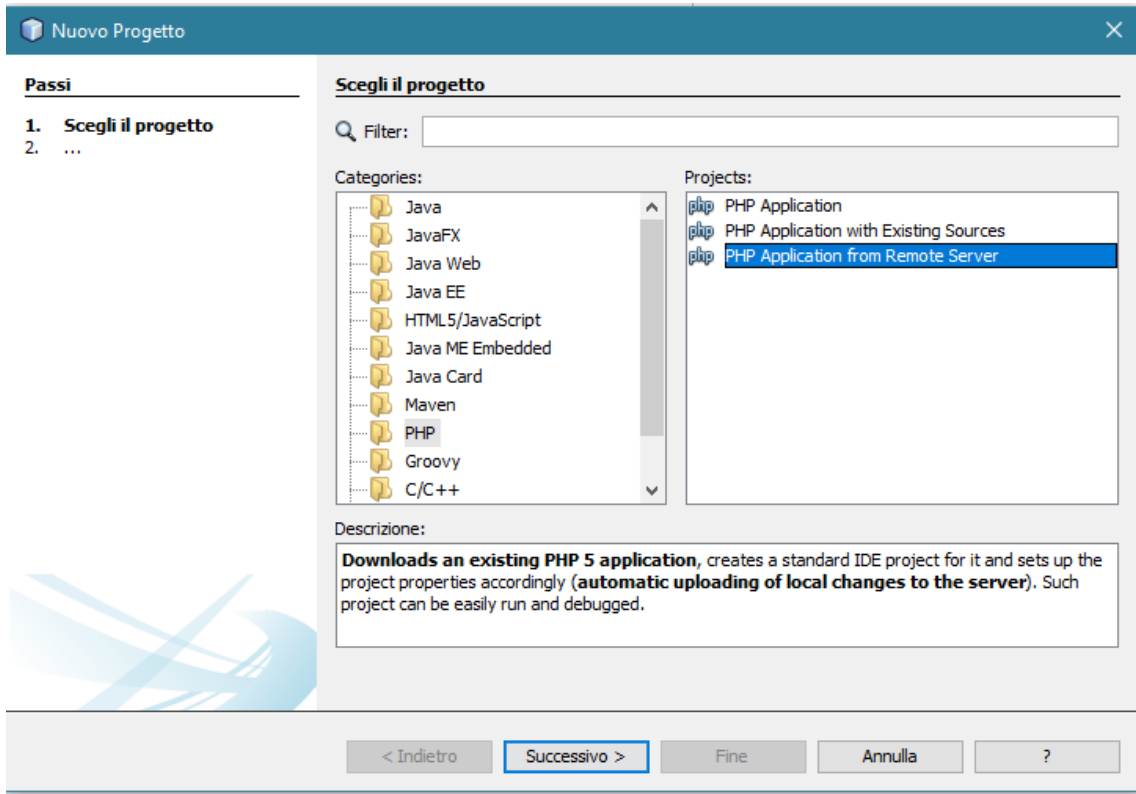 Nuovo Progetto
Passi
1. Scegli il progetto
2. ...
Scegli il progetto
Filter:
Categories:
Java
JavaFX
Java Web
Java EE
HTML5/JavaScript
Java ME Embedded
Java Card
Maven
PHP
Groovy
C/C++
Projects:
php PHP Application
php PHP Application with Existing Sources
php PHP Application from Remote Server
Descrizione:
Downloads an existing PHP 5 application, creates a standard IDE project for it and sets up the
project properties accordingly (automatic uploading of local changes to the server). Such
project can be easily run and debugged.
< Indietro
Successivo >
Fine
Annulla
?